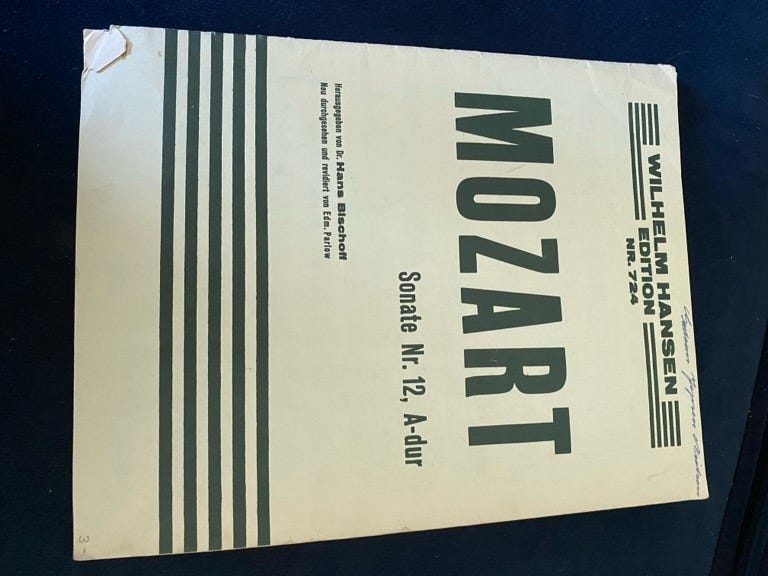 WILHELM HANSEN
EDITION
NR. 724
MOZART
Sonate Nr. 12, A-dur
Herausgegeben von Dr. Hans Bischoff
Neu durchgesehen und revidiert von Edm. Parlow
3-